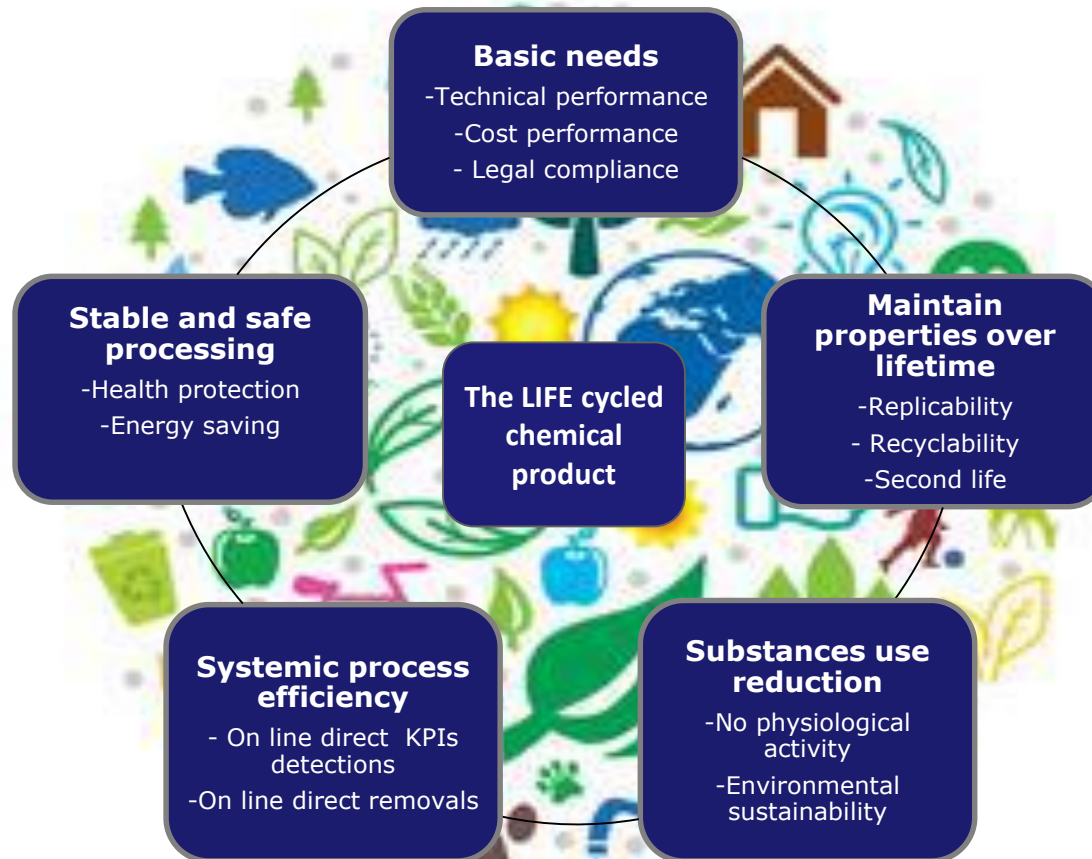 Basic needs
-Technical performance
-Cost performance
- Legal compliance
Stable and safe
processing
-Health protection
-Energy saving
The LIFE cycled
chemical
product
Maintain
properties over
lifetime
-Replicability
- Recyclability
-Second life
Systemic process
efficiency
- On line direct  KPIs
detections
-On line direct removals
Substances use
reduction
-No physiological
activity
-Environmental
sustainability